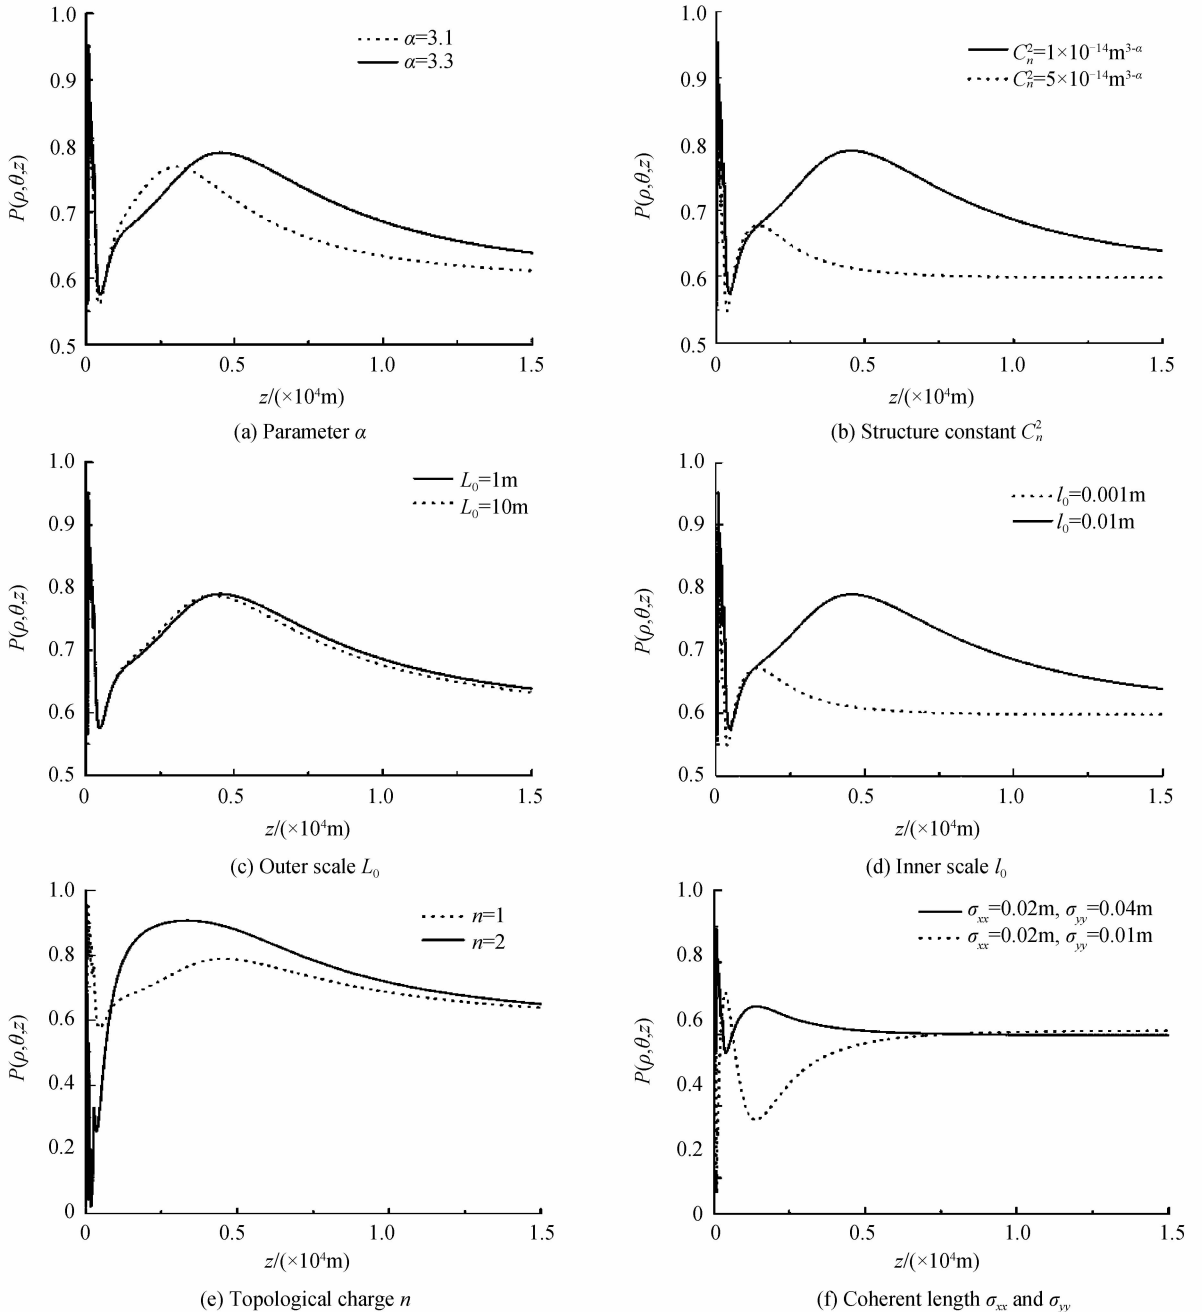 1.0
0.9
0.8
0.7
0.6
0.5
P(ρ,θ,z)
α=3.1
α=3.3
0 0.5 1.0 1.5
z/(×10⁴m)
(a) Parameter α
1.0
0.9
0.8
0.7
0.6
0.5
P(ρ,θ,z)
C²ₙ=1×10⁻¹⁴m³⁻ᵅ
C²ₙ=5×10⁻¹⁴m³⁻ᵅ
0 0.5 1.0 1.5
z/(×10⁴m)
(b) Structure constant C²ₙ
1.0
0.9
0.8
0.7
0.6
0.5
P(ρ,θ,z)
L₀=1m
L₀=10m
0 0.5 1.0 1.5
z/(×10⁴m)
(c) Outer scale L₀
1.0
0.9
0.8
0.7
0.6
0.5
P(ρ,θ,z)
l₀=0.001m
l₀=0.01m
0 0.5 1.0 1.5
z/(×10⁴m)
(d) Inner scale l₀
1.0
0.8
0.6
0.4
0.2
0
P(ρ,θ,z)
n=1
n=2
0 0.5 1.0 1.5
z/(×10⁴m)
(e) Topological charge n
1.0
0.8
0.6
0.4
0.2
0
P(ρ,θ,z)
σₓₓ=0.02m, σyy=0.04m
σₓₓ=0.02m, σyy=0.01m
0 0.5 1.0 1.5
z/(×10⁴m)
(f) Coherent length σₓₓ and σyy